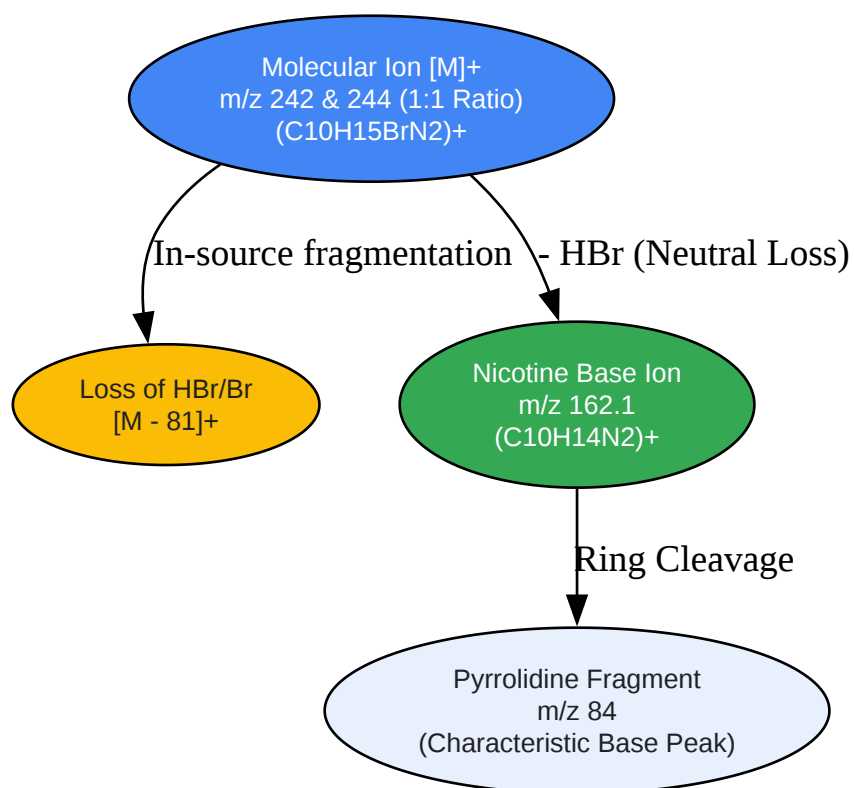 Molecular Ion [M]+
m/z 242 & 244 (1:1 Ratio)
(C10H15BrN2)+
In-source fragmentation
- HBr (Neutral Loss)
Loss of HBr/Br
[M - 81]+
Nicotine Base Ion
m/z 162.1
(C10H14N2)+
Ring Cleavage
Pyrrolidine Fragment
m/z 84
(Characteristic Base Peak)